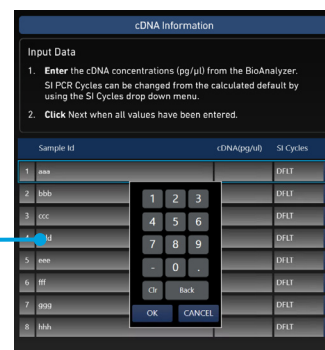 cDNA Information
Input Data
1. Enter the cDNA concentrations (pg/µl) from the BioAnalyzer.
SI PCR Cycles can be changed from the calculated default by
using the SI Cycles drop down menu.
2. Click Next when all values have been entered.
Sample Id cDNA(pg/ul) SI Cycles
1 aaa DFLT
2 bbb DFLT
1 2 3
3 ccc DFLT
4 5 6
DFLT
7 8 9
5 eee DFLT
- 0 .
6 fff DFLT
Clr Back
7 ggg DFLT
OK CANCEL
8 hhh DFLT